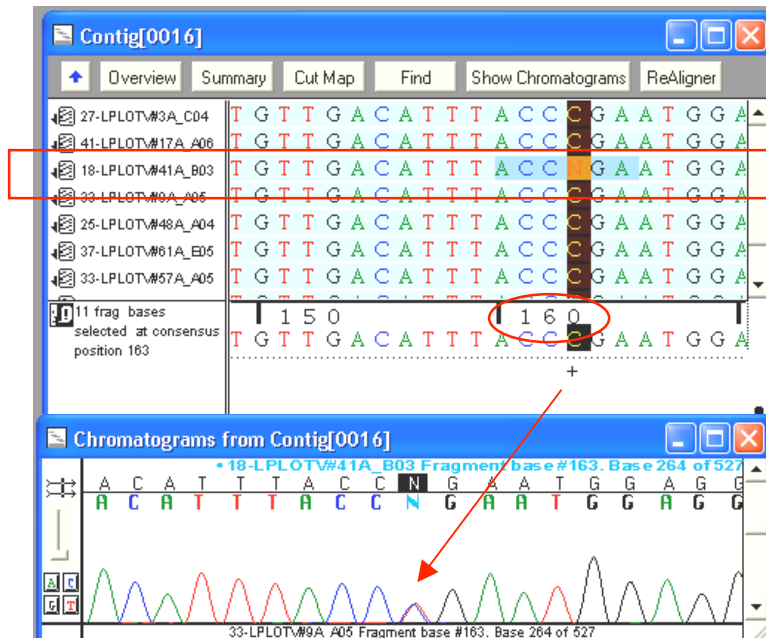 Contig[0016]
Overview Summary Cut Map Find Show Chromatograms ReAligner
27-LPLOTV#3A_C04 T G T T G A C A T T T A C C C G A A T G G A
41-LPLOTV#17A_A06 T G T T G A C A T T T A C C C G A A T G G A
18-LPLOTV#41A_B03 T G T T G A C A T T T A C C N G A A T G G A
33-LPLOTV#9A_A05 T G T T G A C A T T T A C C C G A A T G G A
25-LPLOTV#48A_A04 T G T T G A C A T T T A C C C G A A T G G A
37-LPLOTV#61A_E05 T G T T G A C A T T T A C C C G A A T G G A
33-LPLOTV#57A_A05 T G T T G A C A T T T A C C C G A A T G G A
11 frag bases
selected at consensus
position 163
150 160
T G T T G A C A T T T A C C C G A A T G G A
+
Chromatograms from Contig[0016]
•18-LPLOTV#41A_B03 Fragment base #163. Base 264 of 527
A C A T T T A C C N G A A T G G A G G
A C A T T T A C C N G A A T G G A G G
A C
G T
33-LPLOTV#9A_A05 Fragment base #163. Base 264 of 527